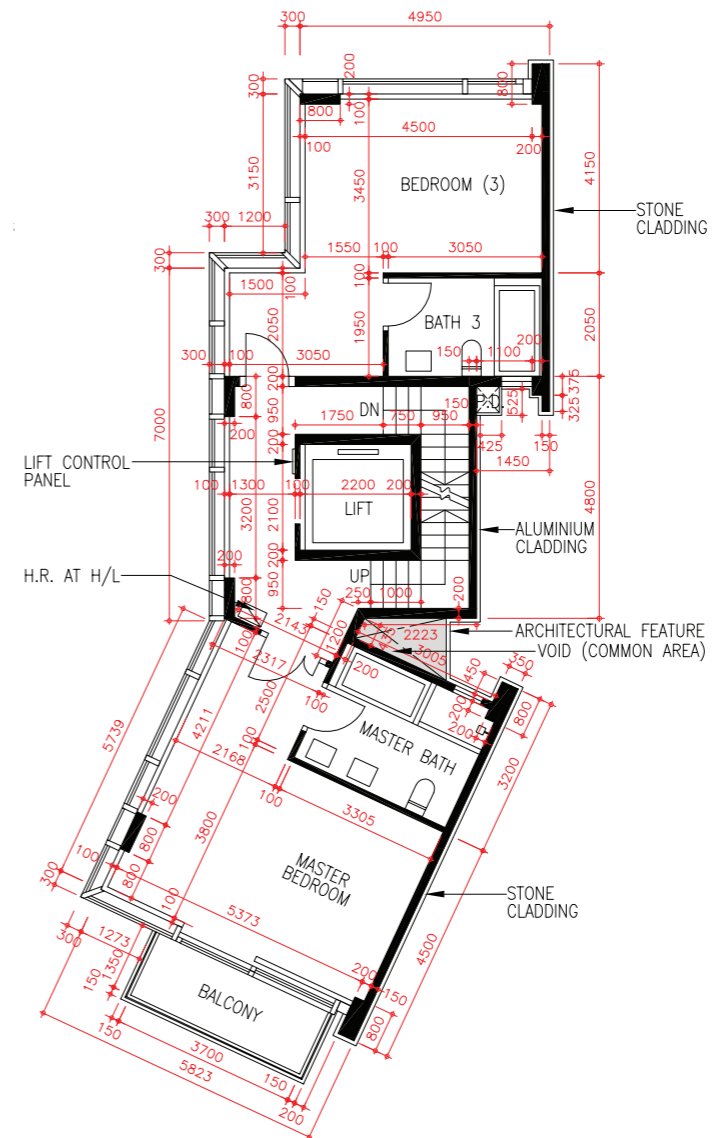 300 4950
300 200 800
800
100 4500
100 200
3150 BEDROOM (3) 4150
3450
STONE
CLADDING
300 1200
1550 100 3050
300 100
1500 100
2050 1950 BATH 3 2050
200
150 1100
300 100 3050
200 375
800 950 DN 150 525 325
7000
200 1750 750 950 425 150
200 1450
LIFT CONTROL
PANEL
100 1300 100 2200 200
3200 2100 LIFT 4800
ALUMINIUM
CLADDING
200 200
H.R. AT H/L
950 UP
800 250 1000 200
150
2143 1200 2223
ARCHITECTURAL FEATURE
VOID (COMMON AREA)
100 3005
2317 200 450 350
5739 4211 2500 100 200 800
200
MASTER BATH
2168 100 3200
100 3305
200 3800
800
MASTER
BEDROOM
100 800
300 100 5373
STONE
CLADDING
4500
300 1273
150 1350 200 150
BALCONY
800
150 3700
5823 150
200